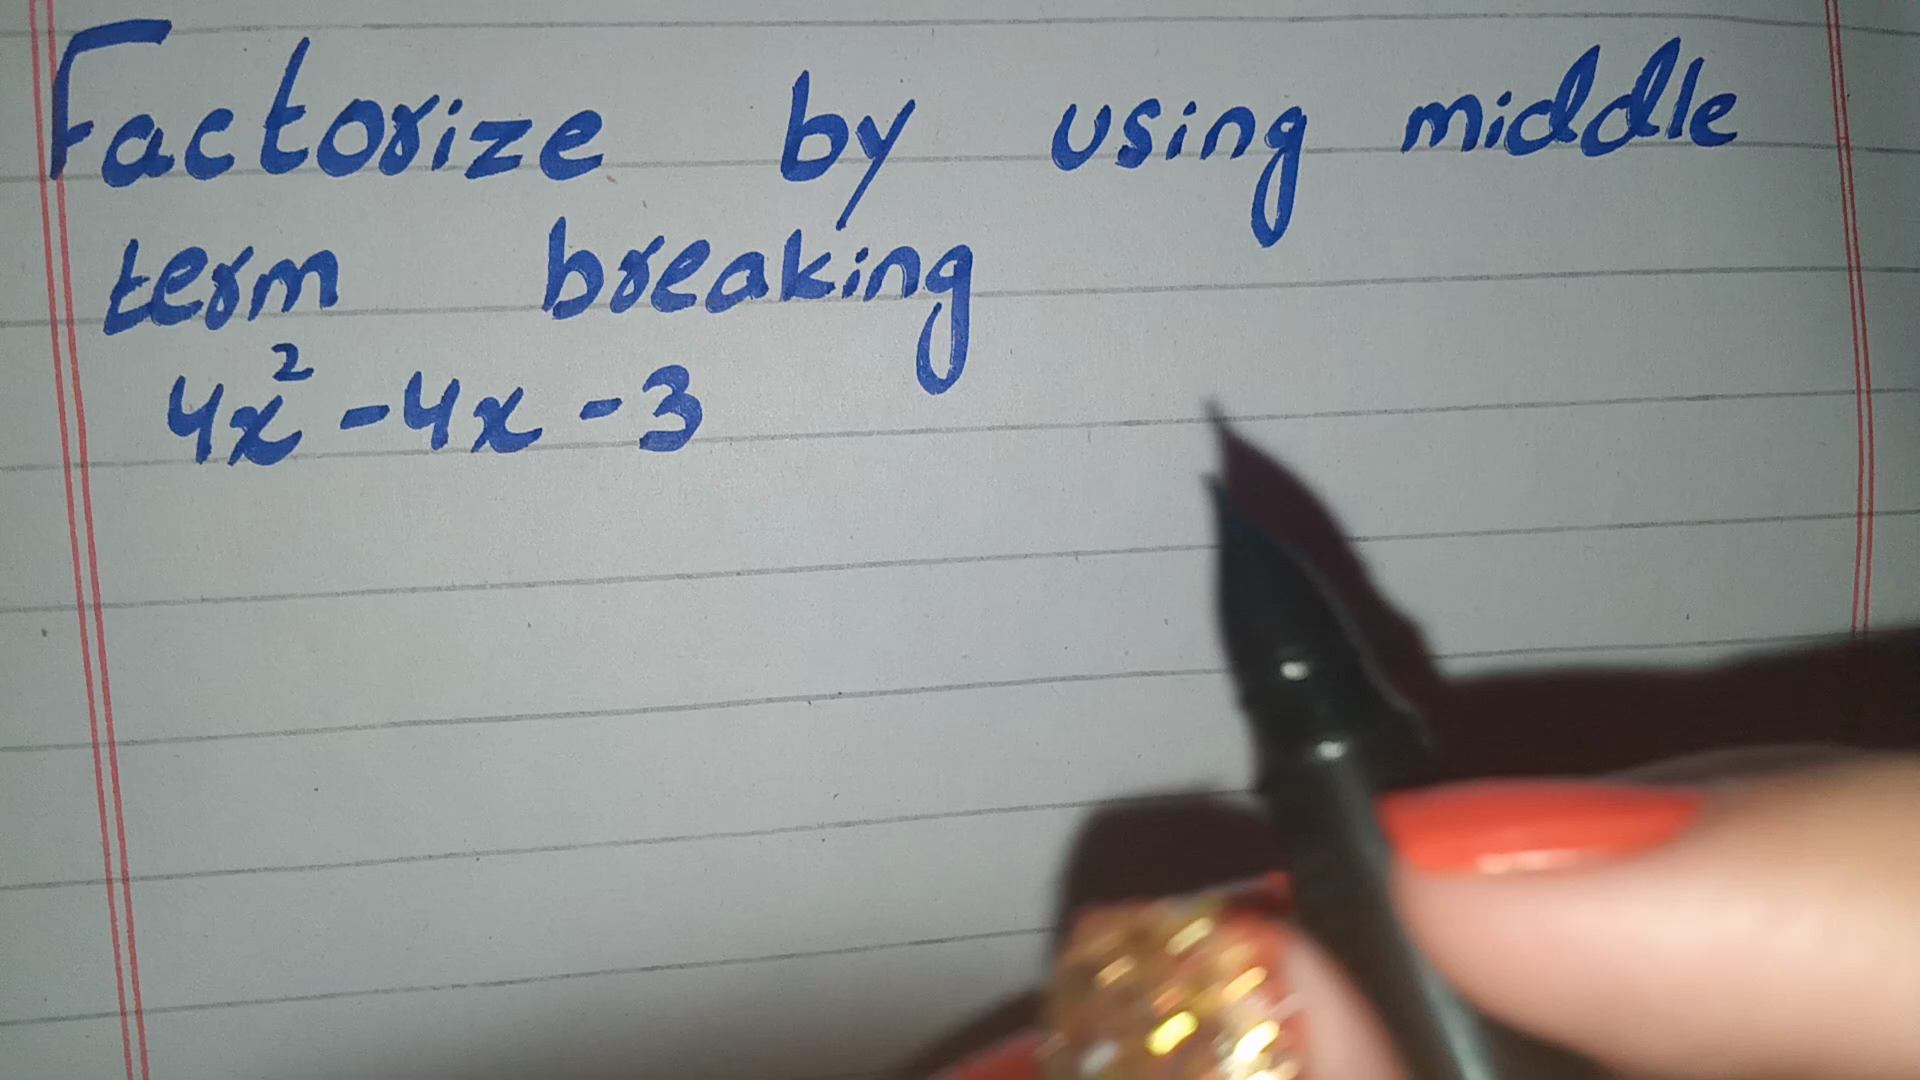 Factorize by using middle
term breaking
4x² - 4x - 3